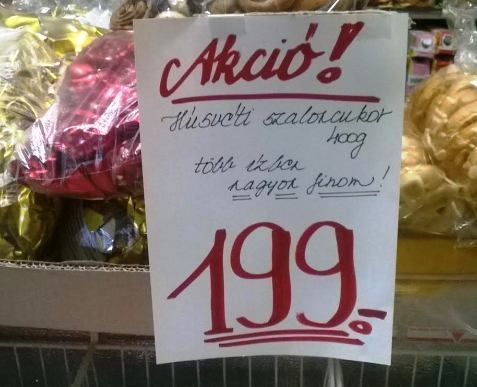 Akció!
Húsvéti szaloncukor
400g
több ízben
nagyon finom!
199.-